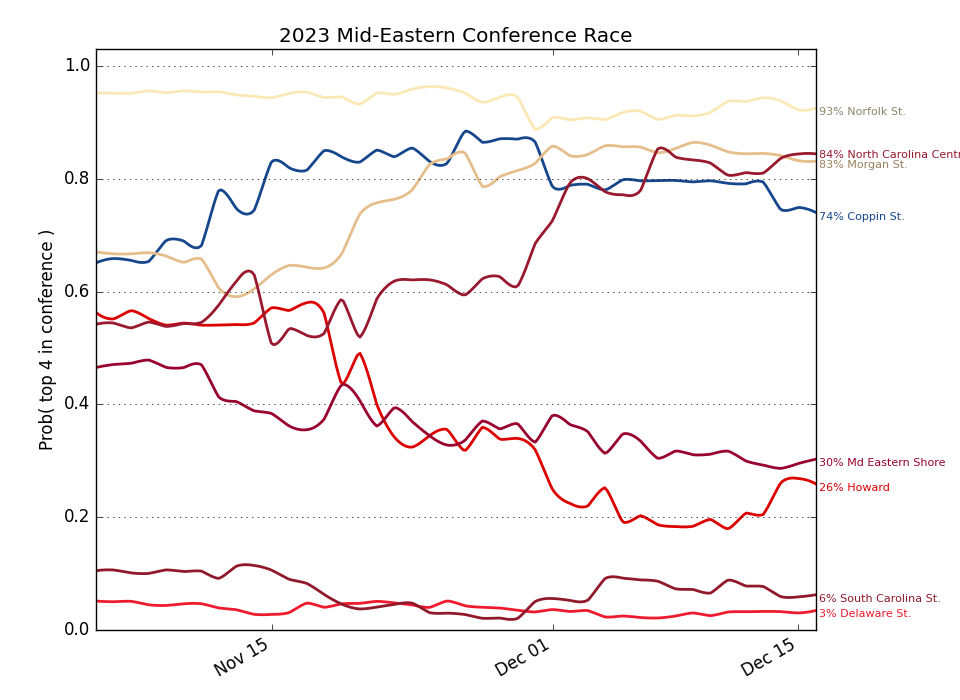 2023 Mid-Eastern Conference Race
Prob( top 4 in conference )
1.0
0.8
0.6
0.4
0.2
0.0
Nov 15
Dec 01
Dec 15
93% Norfolk St.
84% North Carolina Centr
83% Morgan St.
74% Coppin St.
30% Md Eastern Shore
26% Howard
6% South Carolina St.
3% Delaware St.